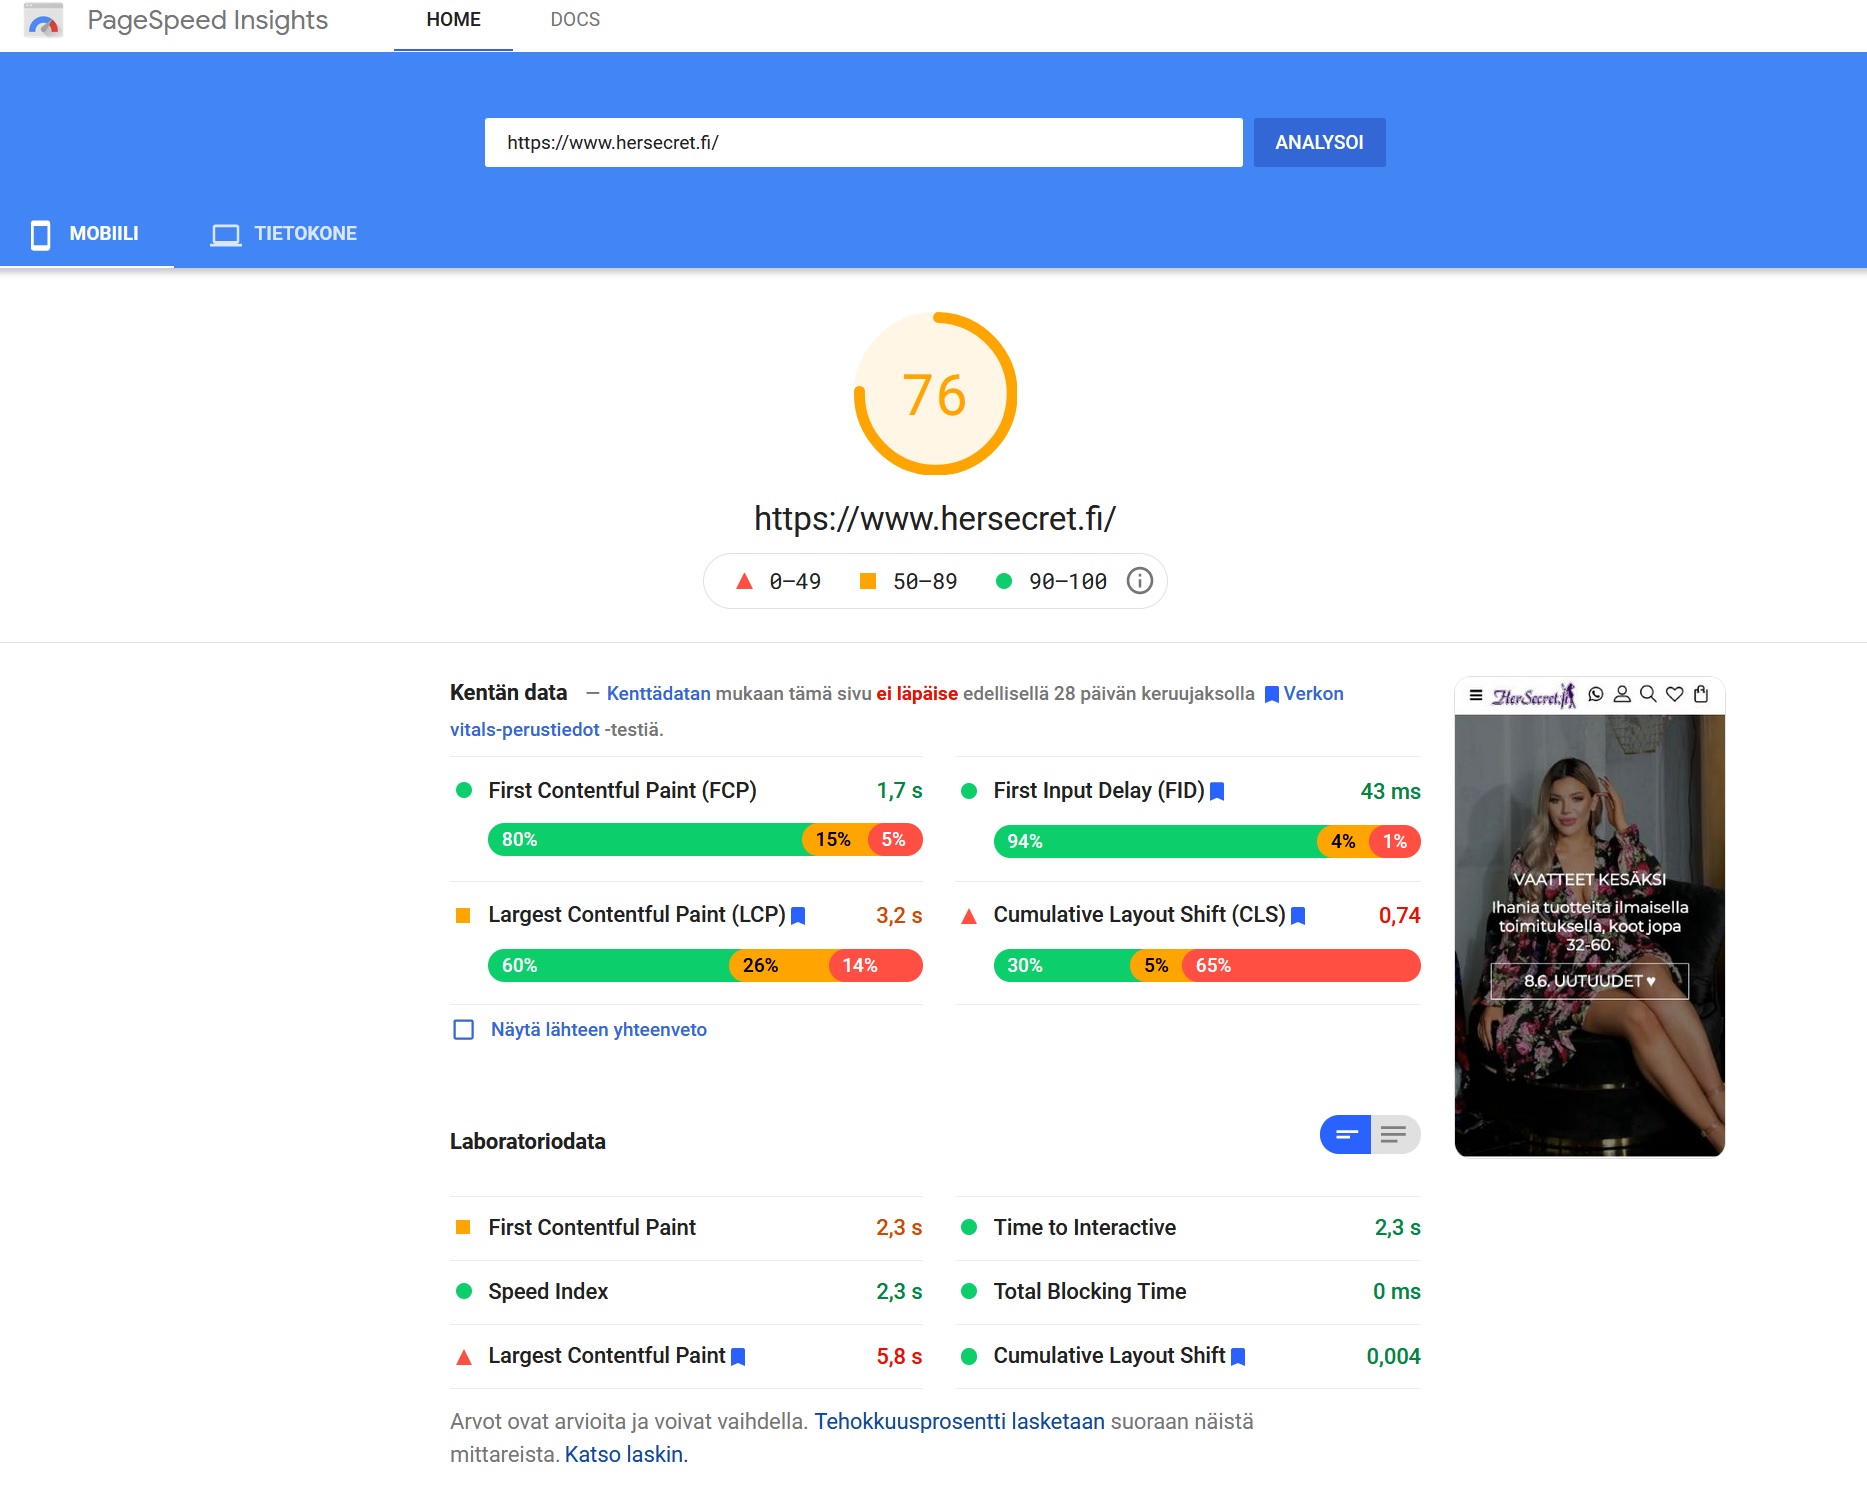 PageSpeed Insights
HOME
DOCS
https://www.hersecret.fi/
ANALYSOI
MOBIILI
TIETOKONE
76
https://www.hersecret.fi/
0–49
50–89
90–100
Kentän data — Kenttädatan mukaan tämä sivu ei läpäise edellisellä 28 päivän keruujaksolla Verkon
vitals-perustiedot -testiä.
First Contentful Paint (FCP) 1,7 s
80% 15% 5%
First Input Delay (FID) 43 ms
94% 4% 1%
Largest Contentful Paint (LCP) 3,2 s
60% 26% 14%
Cumulative Layout Shift (CLS) 0,74
30% 5% 65%
Näytä lähteen yhteenveto
HerSecret.fi
VAATTEET KESÄKSI
Ihania tuotteita ilmaisella
toimituksella, koot jopa
32-60.
8.6. UUTUUDET ♥
Laboratoriodata
First Contentful Paint 2,3 s
Time to Interactive 2,3 s
Speed Index 2,3 s
Total Blocking Time 0 ms
Largest Contentful Paint 5,8 s
Cumulative Layout Shift 0,004
Arvot ovat arvioita ja voivat vaihdella. Tehokkuusprosentti lasketaan suoraan näistä
mittareista. Katso laskin.